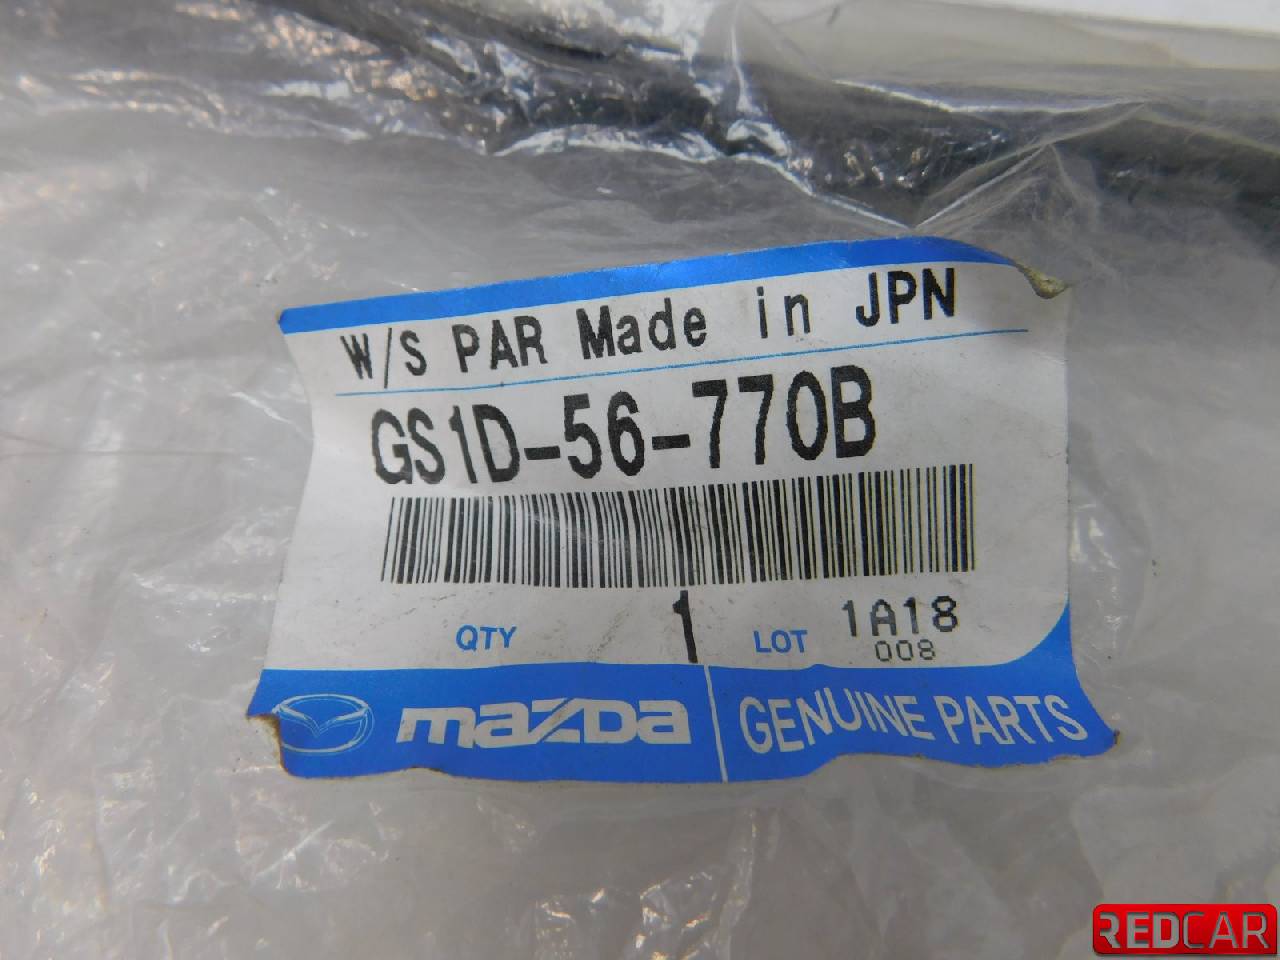 W/S PAR Made in JPN
GS1D-56-770B
QTY 1 LOT 1A18
008
mazda GENUINE PARTS
REDCAR